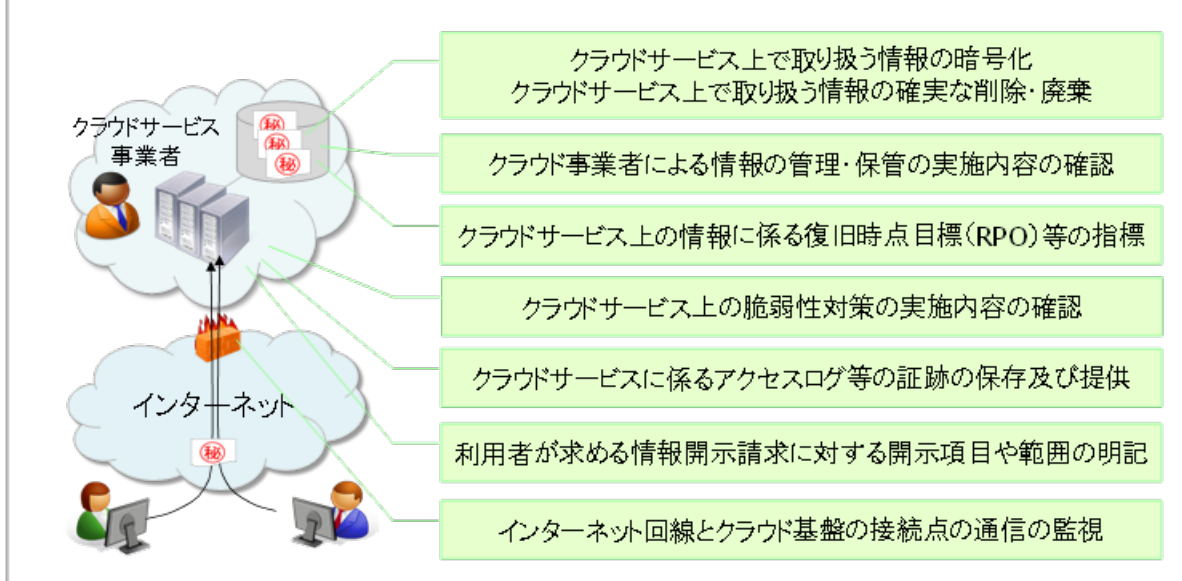 クラウドサービス
事業者
秘
秘
秘
インターネット
秘
クラウドサービス上で取り扱う情報の暗号化
クラウドサービス上で取り扱う情報の確実な削除・廃棄
クラウド事業者による情報の管理・保管の実施内容の確認
クラウドサービス上の情報に係る復旧時点目標(RPO)等の指標
クラウドサービス上の脆弱性対策の実施内容の確認
クラウドサービスに係るアクセスログ等の証跡の保存及び提供
利用者が求める情報開示請求に対する開示項目や範囲の明記
インターネット回線とクラウド基盤の接続点の通信の監視